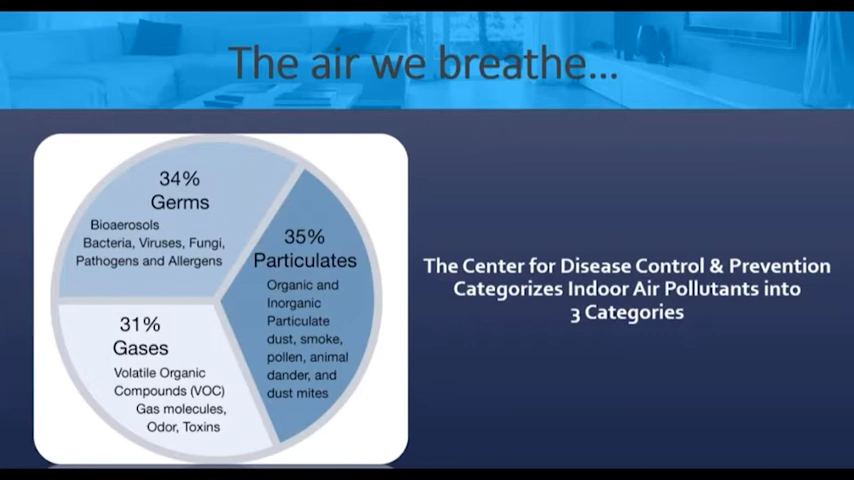 The air we breathe...
34%
Germs
Bioaerosols
Bacteria, Viruses, Fungi,
Pathogens and Allergens
35%
Particulates
Organic and
Inorganic
Particulate
dust, smoke,
pollen, animal
dander, and
dust mites
31%
Gases
Volatile Organic
Compounds (VOC)
Gas molecules,
Odor, Toxins
The Center for Disease Control & Prevention
Categorizes Indoor Air Pollutants into
3 Categories